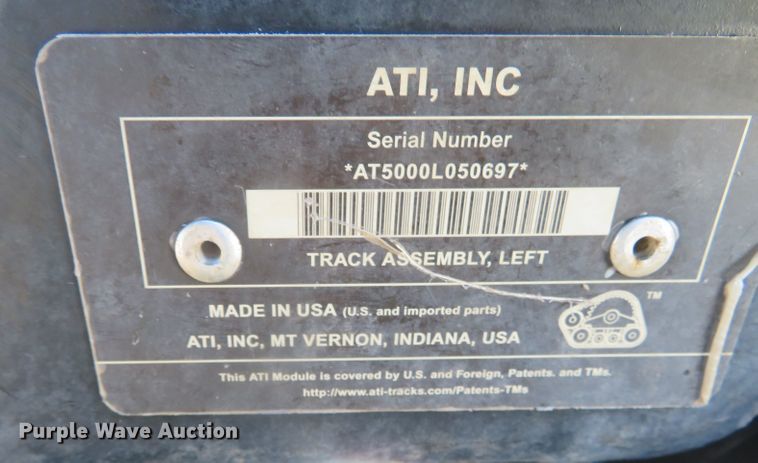 ATI, INC
Serial Number
*AT5000L050697*
TRACK ASSEMBLY, LEFT
TM
MADE IN USA (U.S. and imported parts)
ATI, INC, MT VERNON, INDIANA, USA
This ATI Module is covered by U.S. and Foreign, Patents. and TMs.
http://www.ati-tracks.com/Patents-TMs
Purple Wave Auction